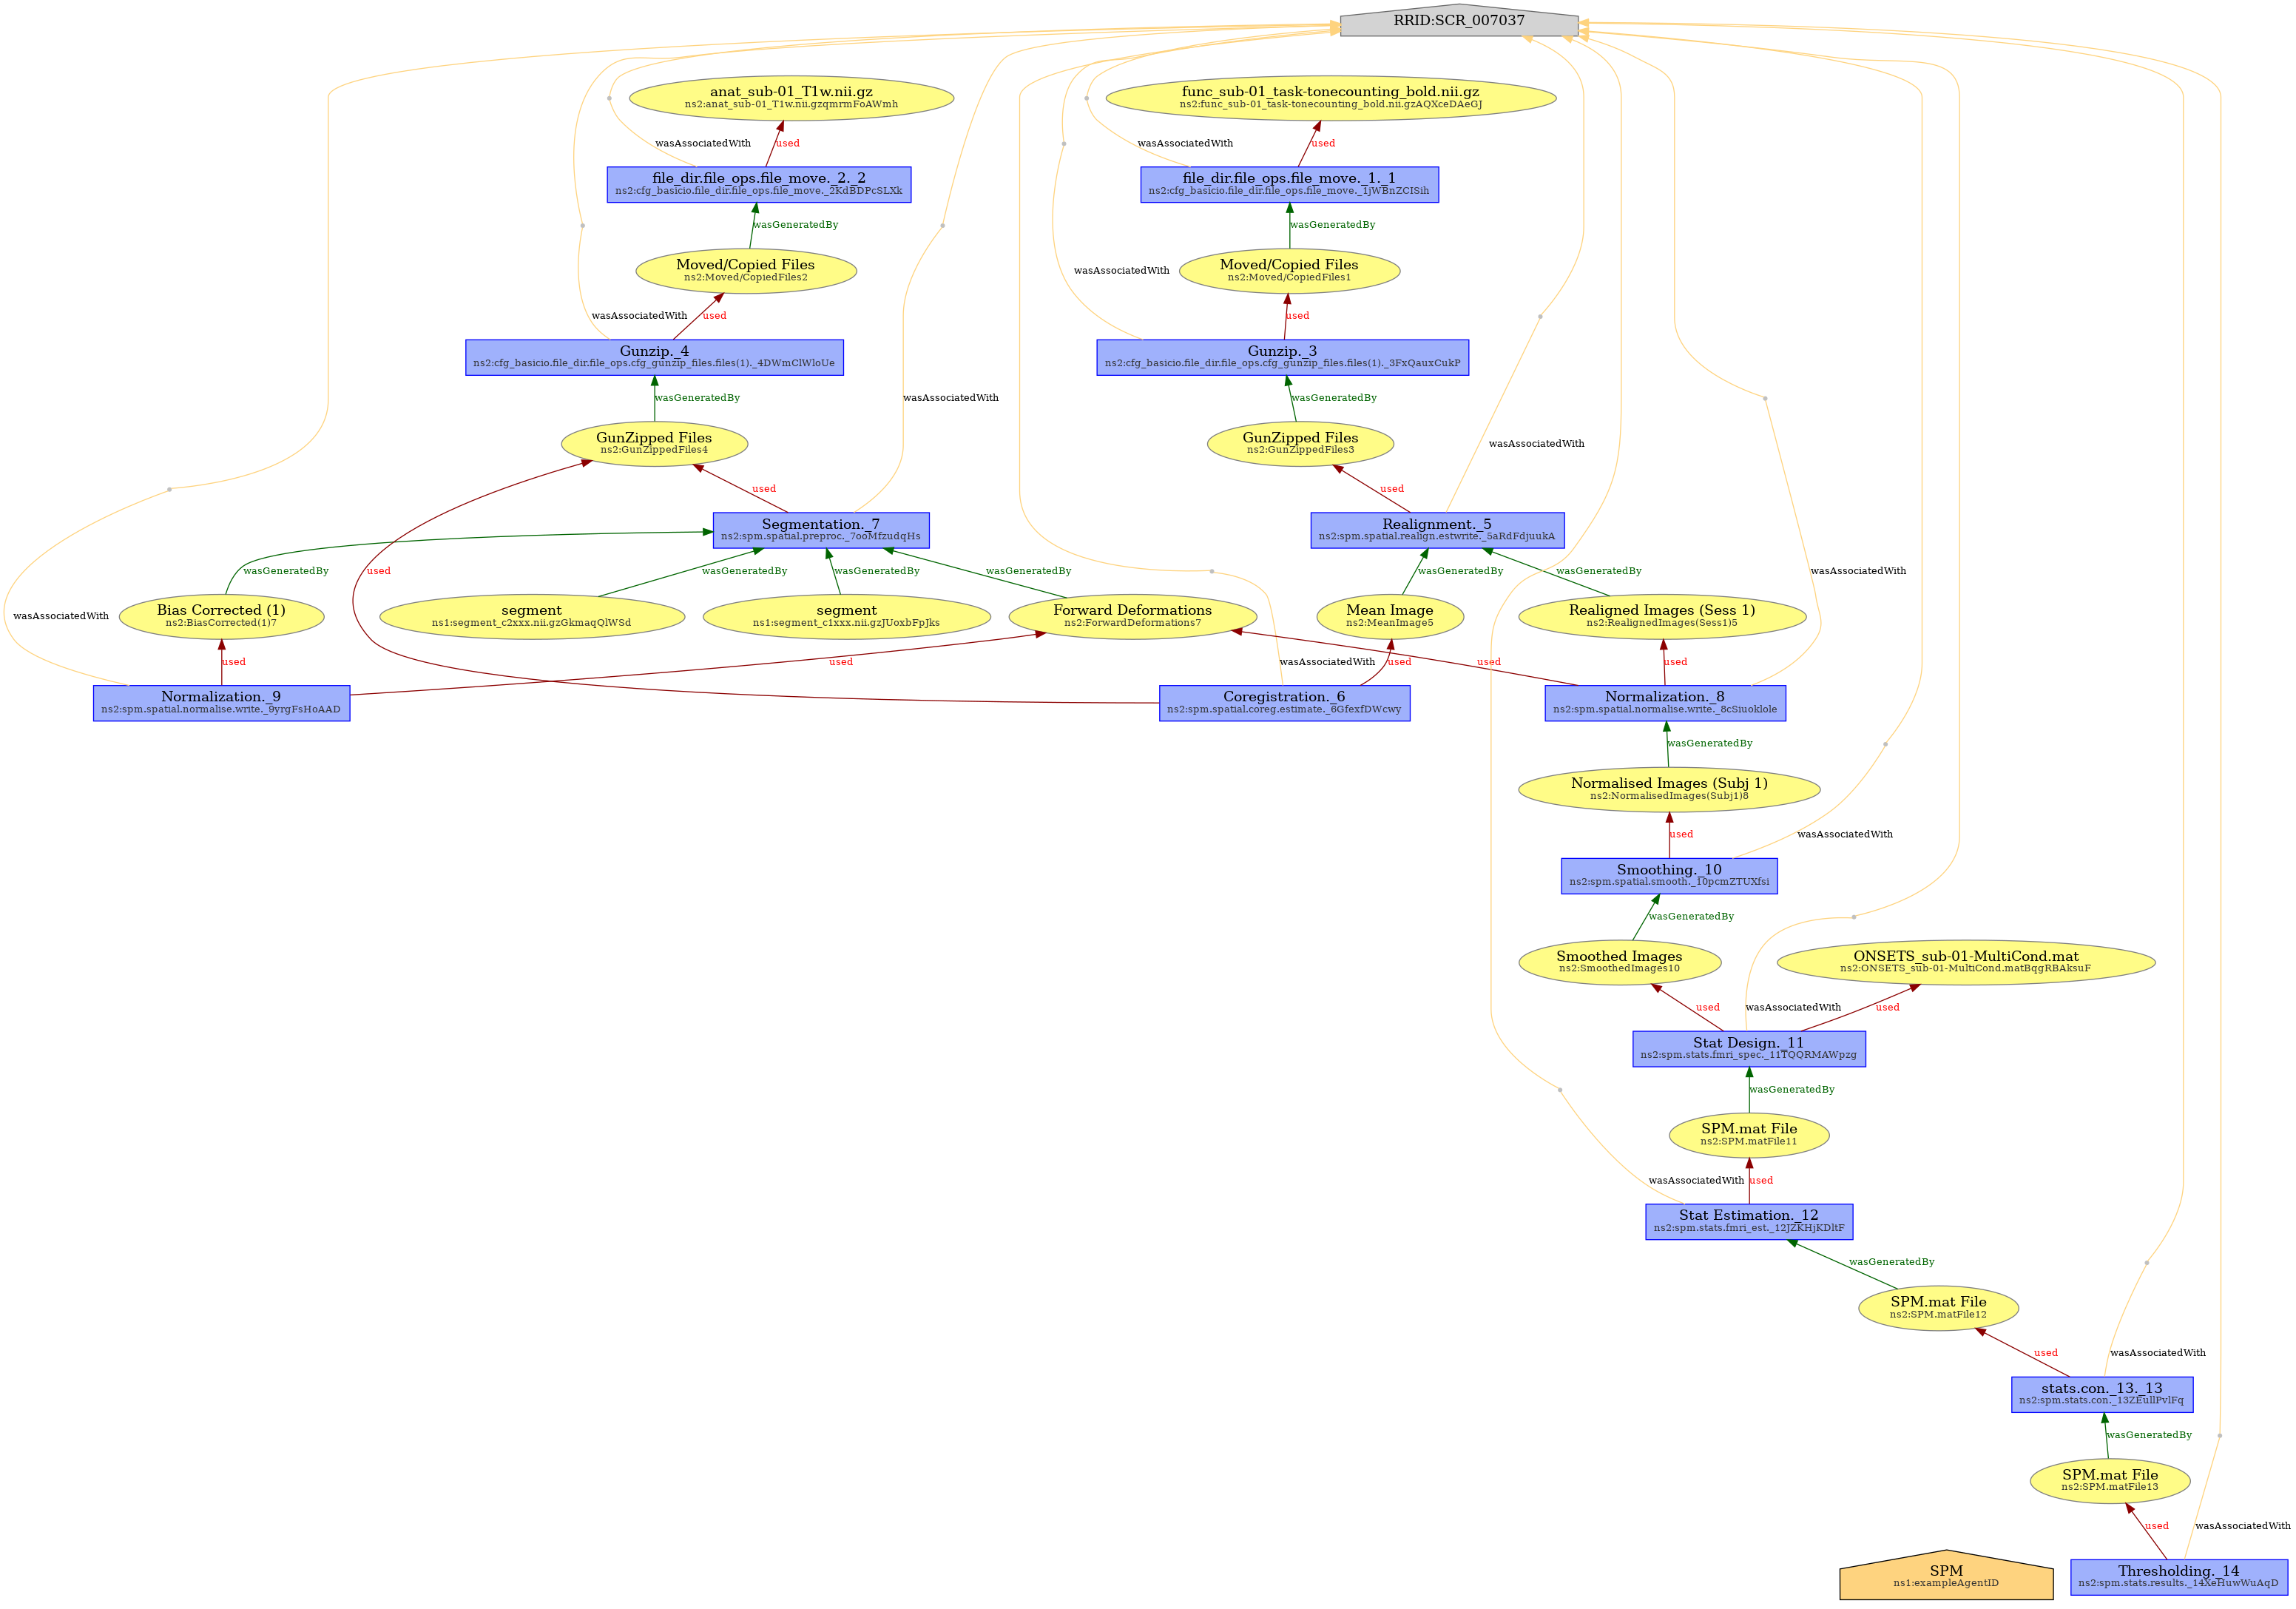 RRID:SCR_007037
anat_sub-01_T1w.nii.gz
ns2:anat_sub-01_T1w.nii.gzqmrmFoAWmh
func_sub-01_task-tonecounting_bold.nii.gz
ns2:func_sub-01_task-tonecounting_bold.nii.gzAQXceDAeGJ
wasAssociatedWith
used
wasAssociatedWith
used
file_dir.file_ops.file_move._2._2
ns2:cfg_basicio.file_dir.file_ops.file_move._2KdBDPcSLXk
file_dir.file_ops.file_move._1._1
ns2:cfg_basicio.file_dir.file_ops.file_move._1jWBnZCISih
wasGeneratedBy
wasGeneratedBy
Moved/Copied Files
ns2:Moved/CopiedFiles2
wasAssociatedWith
Moved/Copied Files
ns2:Moved/CopiedFiles1
wasAssociatedWith
used
used
Gunzip._4
ns2:cfg_basicio.file_dir.file_ops.cfg_gunzip_files.files(1)._4DWmClWloUe
Gunzip._3
ns2:cfg_basicio.file_dir.file_ops.cfg_gunzip_files.files(1)._3FxQauxCukP
wasGeneratedBy
wasAssociatedWith
wasGeneratedBy
GunZipped Files
ns2:GunZippedFiles4
GunZipped Files
ns2:GunZippedFiles3
wasAssociatedWith
used
used
Segmentation._7
ns2:spm.spatial.preproc._7ooMfzudqHs
Realignment._5
ns2:spm.spatial.realign.estwrite._5aRdFdjuukA
wasGeneratedBy
used
wasGeneratedBy
wasGeneratedBy
wasGeneratedBy
wasGeneratedBy
wasGeneratedBy
wasAssociatedWith
wasAssociatedWith
Bias Corrected (1)
ns2:BiasCorrected(1)7
segment
ns1:segment_c2xxx.nii.gzGkmaqQlWSd
segment
ns1:segment_c1xxx.nii.gzJUoxbFpJks
Forward Deformations
ns2:ForwardDeformations7
Mean Image
ns2:MeanImage5
Realigned Images (Sess 1)
ns2:RealignedImages(Sess1)5
used
used
wasAssociatedWith
used
used
used
Normalization._9
ns2:spm.spatial.normalise.write._9yrgFsHoAAD
Coregistration._6
ns2:spm.spatial.coreg.estimate._6GfexfDWcwy
Normalization._8
ns2:spm.spatial.normalise.write._8cSiuoklole
wasGeneratedBy
Normalised Images (Subj 1)
ns2:NormalisedImages(Subj1)8
used
wasAssociatedWith
Smoothing._10
ns2:spm.spatial.smooth._10pcmZTUXfsi
wasGeneratedBy
Smoothed Images
ns2:SmoothedImages10
ONSETS_sub-01-MultiCond.mat
ns2:ONSETS_sub-01-MultiCond.matBqgRBAksuF
used
wasAssociatedWith
used
Stat Design._11
ns2:spm.stats.fmri_spec._11TQQRMAWpzg
wasGeneratedBy
SPM.mat File
ns2:SPM.matFile11
wasAssociatedWith
used
Stat Estimation._12
ns2:spm.stats.fmri_est._12JZKHjKDltF
wasGeneratedBy
SPM.mat File
ns2:SPM.matFile12
used
wasAssociatedWith
stats.con._13._13
ns2:spm.stats.con._13ZEullPvlFq
wasGeneratedBy
SPM.mat File
ns2:SPM.matFile13
used
wasAssociatedWith
SPM
ns1:exampleAgentID
Thresholding._14
ns2:spm.stats.results._14XeHuwWuAqD